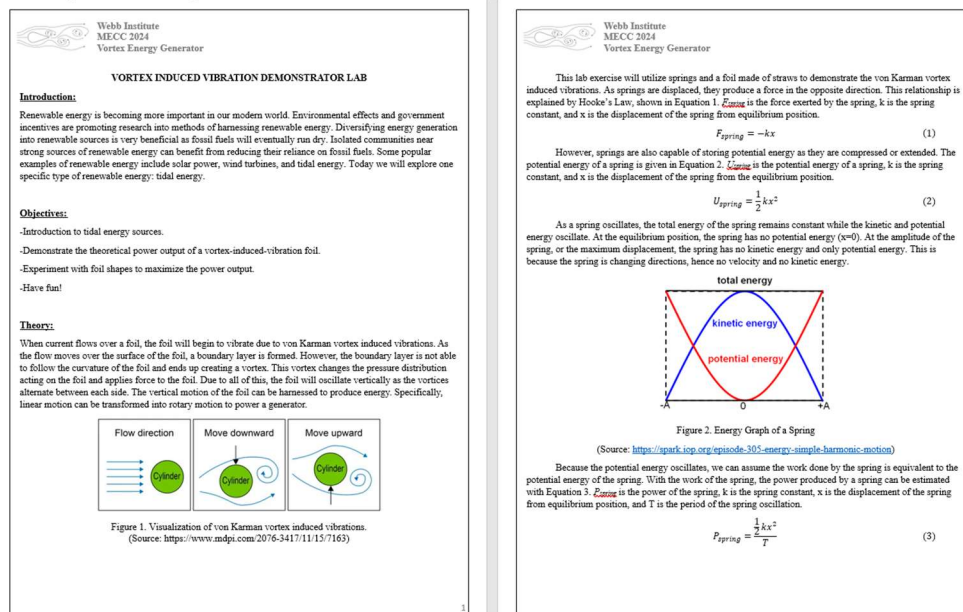 Webb Institute
MECC 2024
Vortex Energy Generator
VORTEX INDUCED VIBRATION DEMONSTRATOR LAB
Introduction:
Renewable energy is becoming more important in our modern world. Environmental effects and government
incentives are promoting research into methods of harnessing renewable energy. Diversifying energy generation
into renewable sources is very beneficial as fossil fuels will eventually run dry. Isolated communities near
strong sources of renewable energy can benefit from reducing their reliance on fossil fuels. Some popular
examples of renewable energy include solar power, wind turbines, and tidal energy. Today we will explore one
specific type of renewable energy: tidal energy.
Objectives:
-Introduction to tidal energy sources.
-Demonstrate the theoretical power output of a vortex-induced-vibration foil.
-Experiment with foil shapes to maximize the power output.
-Have fun!
Theory:
When current flows over a foil, the foil will begin to vibrate due to von Karman vortex induced vibrations. As
the flow moves over the surface of the foil, a boundary layer is formed. However, the boundary layer is not able
to follow the curvature of the foil and ends up creating a vortex. This vortex changes the pressure distribution
acting on the foil and applies force to the foil. Due to all of this, the foil will oscillate vertically as the vortices
alternate between each side. The vertical motion of the foil can be harnessed to produce energy. Specifically,
linear motion can be transformed into rotary motion to power a generator.
Flow direction
Cylinder
Move downward
Cylinder
Move upward
Cylinder
Figure 1. Visualization of von Karman vortex induced vibrations.
(Source: https://www.mdpi.com/2076-3417/11/15/7163)
1
Webb Institute
MECC 2024
Vortex Energy Generator
This lab exercise will utilize springs and a foil made of straws to demonstrate the von Karman vortex
induced vibrations. As springs are displaced, they produce a force in the opposite direction. This relationship is
explained by Hooke's Law, shown in Equation 1. Fspring is the force exerted by the spring, k is the spring
constant, and x is the displacement of the spring from equilibrium position.
F_spring = −kx (1)
However, springs are also capable of storing potential energy as they are compressed or extended. The
potential energy of a spring is given in Equation 2. Uspring is the potential energy of a spring, k is the spring
constant, and x is the displacement of the spring from the equilibrium position.
U_spring = 1/2 kx² (2)
As a spring oscillates, the total energy of the spring remains constant while the kinetic and potential
energy oscillate. At the equilibrium position, the spring has no potential energy (x=0). At the amplitude of the
spring, or the maximum displacement, the spring has no kinetic energy and only potential energy. This is
because the spring is changing directions, hence no velocity and no kinetic energy.
total energy
kinetic energy
potential energy
-A 0 +A
Figure 2. Energy Graph of a Spring
(Source: https://spark.iop.org/episode-305-energy-simple-harmonic-motion)
Because the potential energy oscillates, we can assume the work done by the spring is equivalent to the
potential energy of the spring. With the work of the spring, the power produced by a spring can be estimated
with Equation 3. Pspring is the power of the spring, k is the spring constant, x is the displacement of the spring
from equilibrium position, and T is the period of the spring oscillation.
P_spring = 1/2 kx² / T (3)